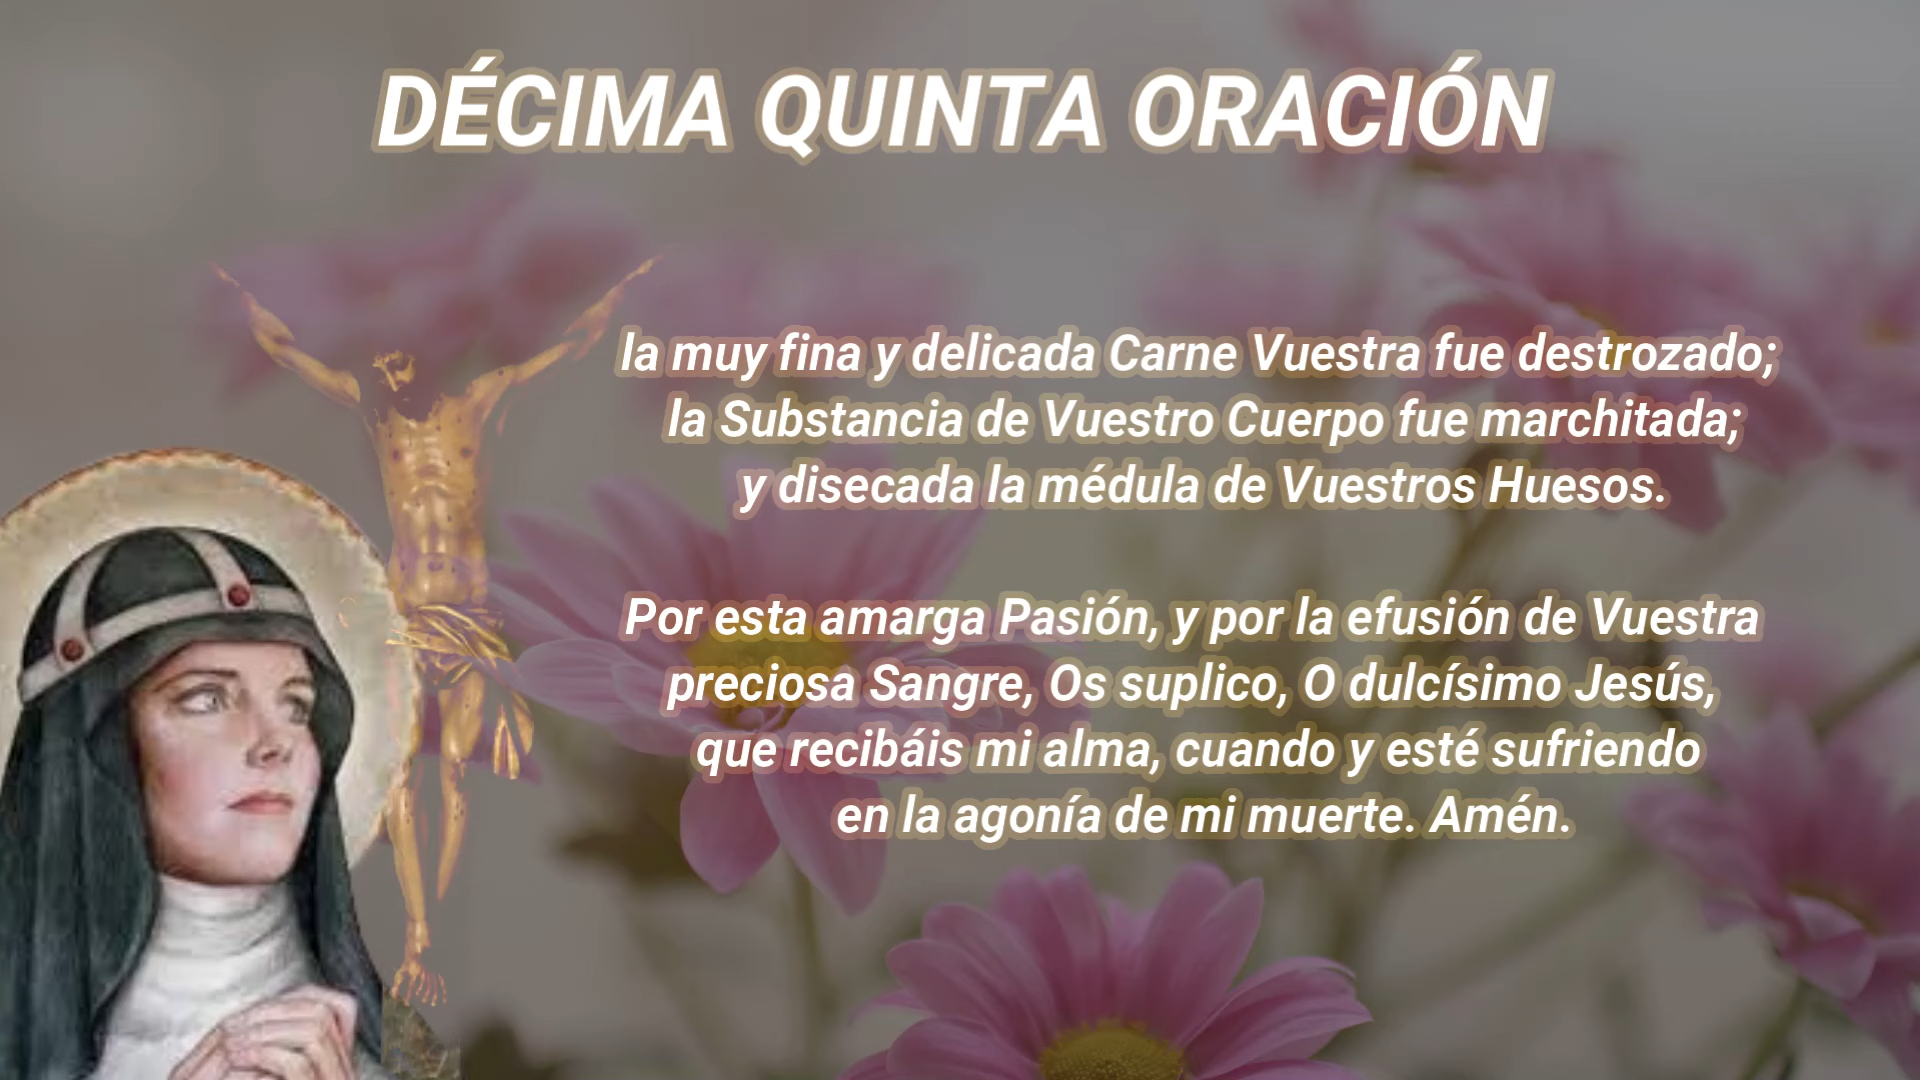 DÉCIMA QUINTA ORACIÓN
la muy fina y delicada Carne Vuestra fue destrozado;
la Substancia de Vuestro Cuerpo fue marchitada;
y disecada la médula de Vuestros Huesos.
Por esta amarga Pasión, y por la efusión de Vuestra
preciosa Sangre, Os suplico, O dulcísimo Jesús,
que recibáis mi alma, cuando y esté sufriendo
en la agonía de mi muerte. Amén.